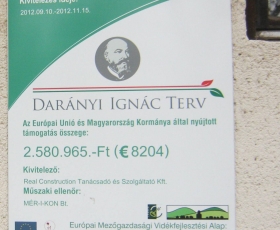 Kivitelezés ideje:
2012.09.10.-2012.11.15.
DARÁNYI IGNÁC TERV
Az Európai Unió és Magyarország Kormánya által nyújtott
támogatás összege:
2.580.965.-Ft (€8204)
Kivitelező:
Real Construction Tanácsadó és Szolgáltató Kft.
Műszaki ellenőr:
MÉR-I-KON Bt.
Európai Mezőgazdasági Vidékfejlesztési Alap: